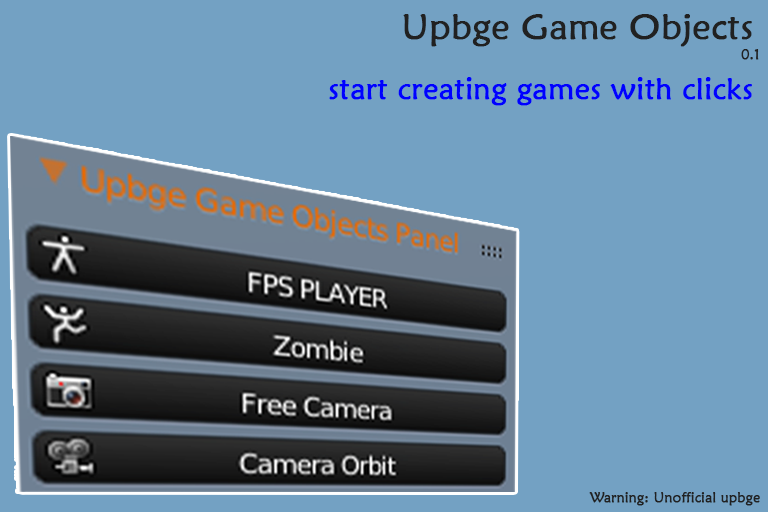 Upbge Game Objects
0.1
start creating games with clicks
Upbge Game Objects Panel
FPS PLAYER
Zombie
Free Camera
Camera Orbit
Warning: Unofficial upbge